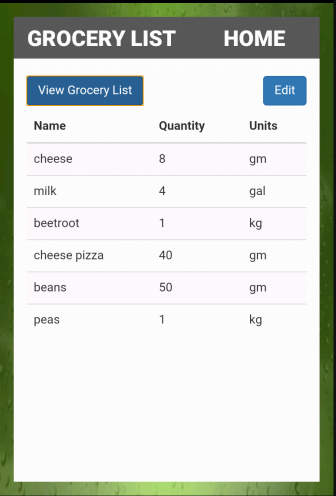 GROCERY LIST HOME
View Grocery List Edit
Name Quantity Units
cheese 8 gm
milk 4 gal
beetroot 1 kg
cheese pizza 40 gm
beans 50 gm
peas 1 kg